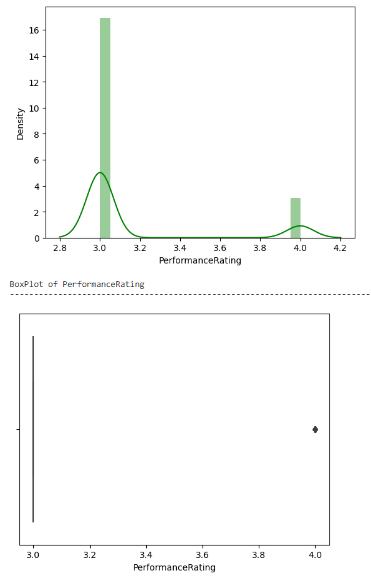 16
14
12
10
8
6
4
2
0
Density
2.8 3.0 3.2 3.4 3.6 3.8 4.0 4.2
PerformanceRating
BoxPlot of PerformanceRating
--------------------------------------------------------------------------------
3.0 3.2 3.4 3.6 3.8 4.0
PerformanceRating